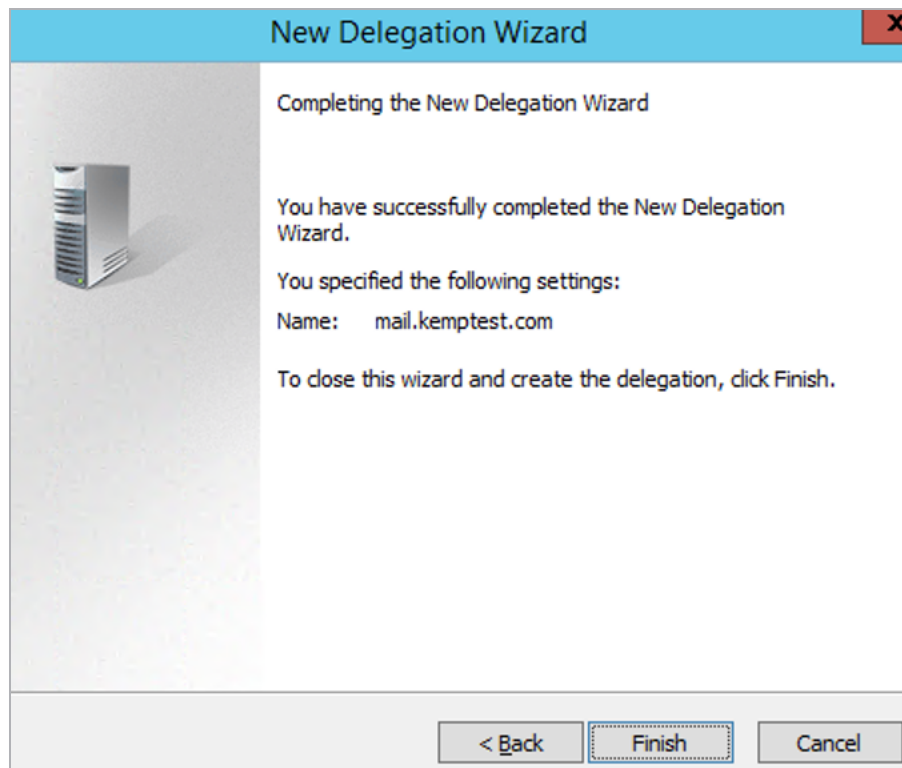 New Delegation Wizard
X
Completing the New Delegation Wizard
You have successfully completed the New Delegation
Wizard.
You specified the following settings:
Name: mail.kemptest.com
To close this wizard and create the delegation, click Finish.
< Back Finish Cancel